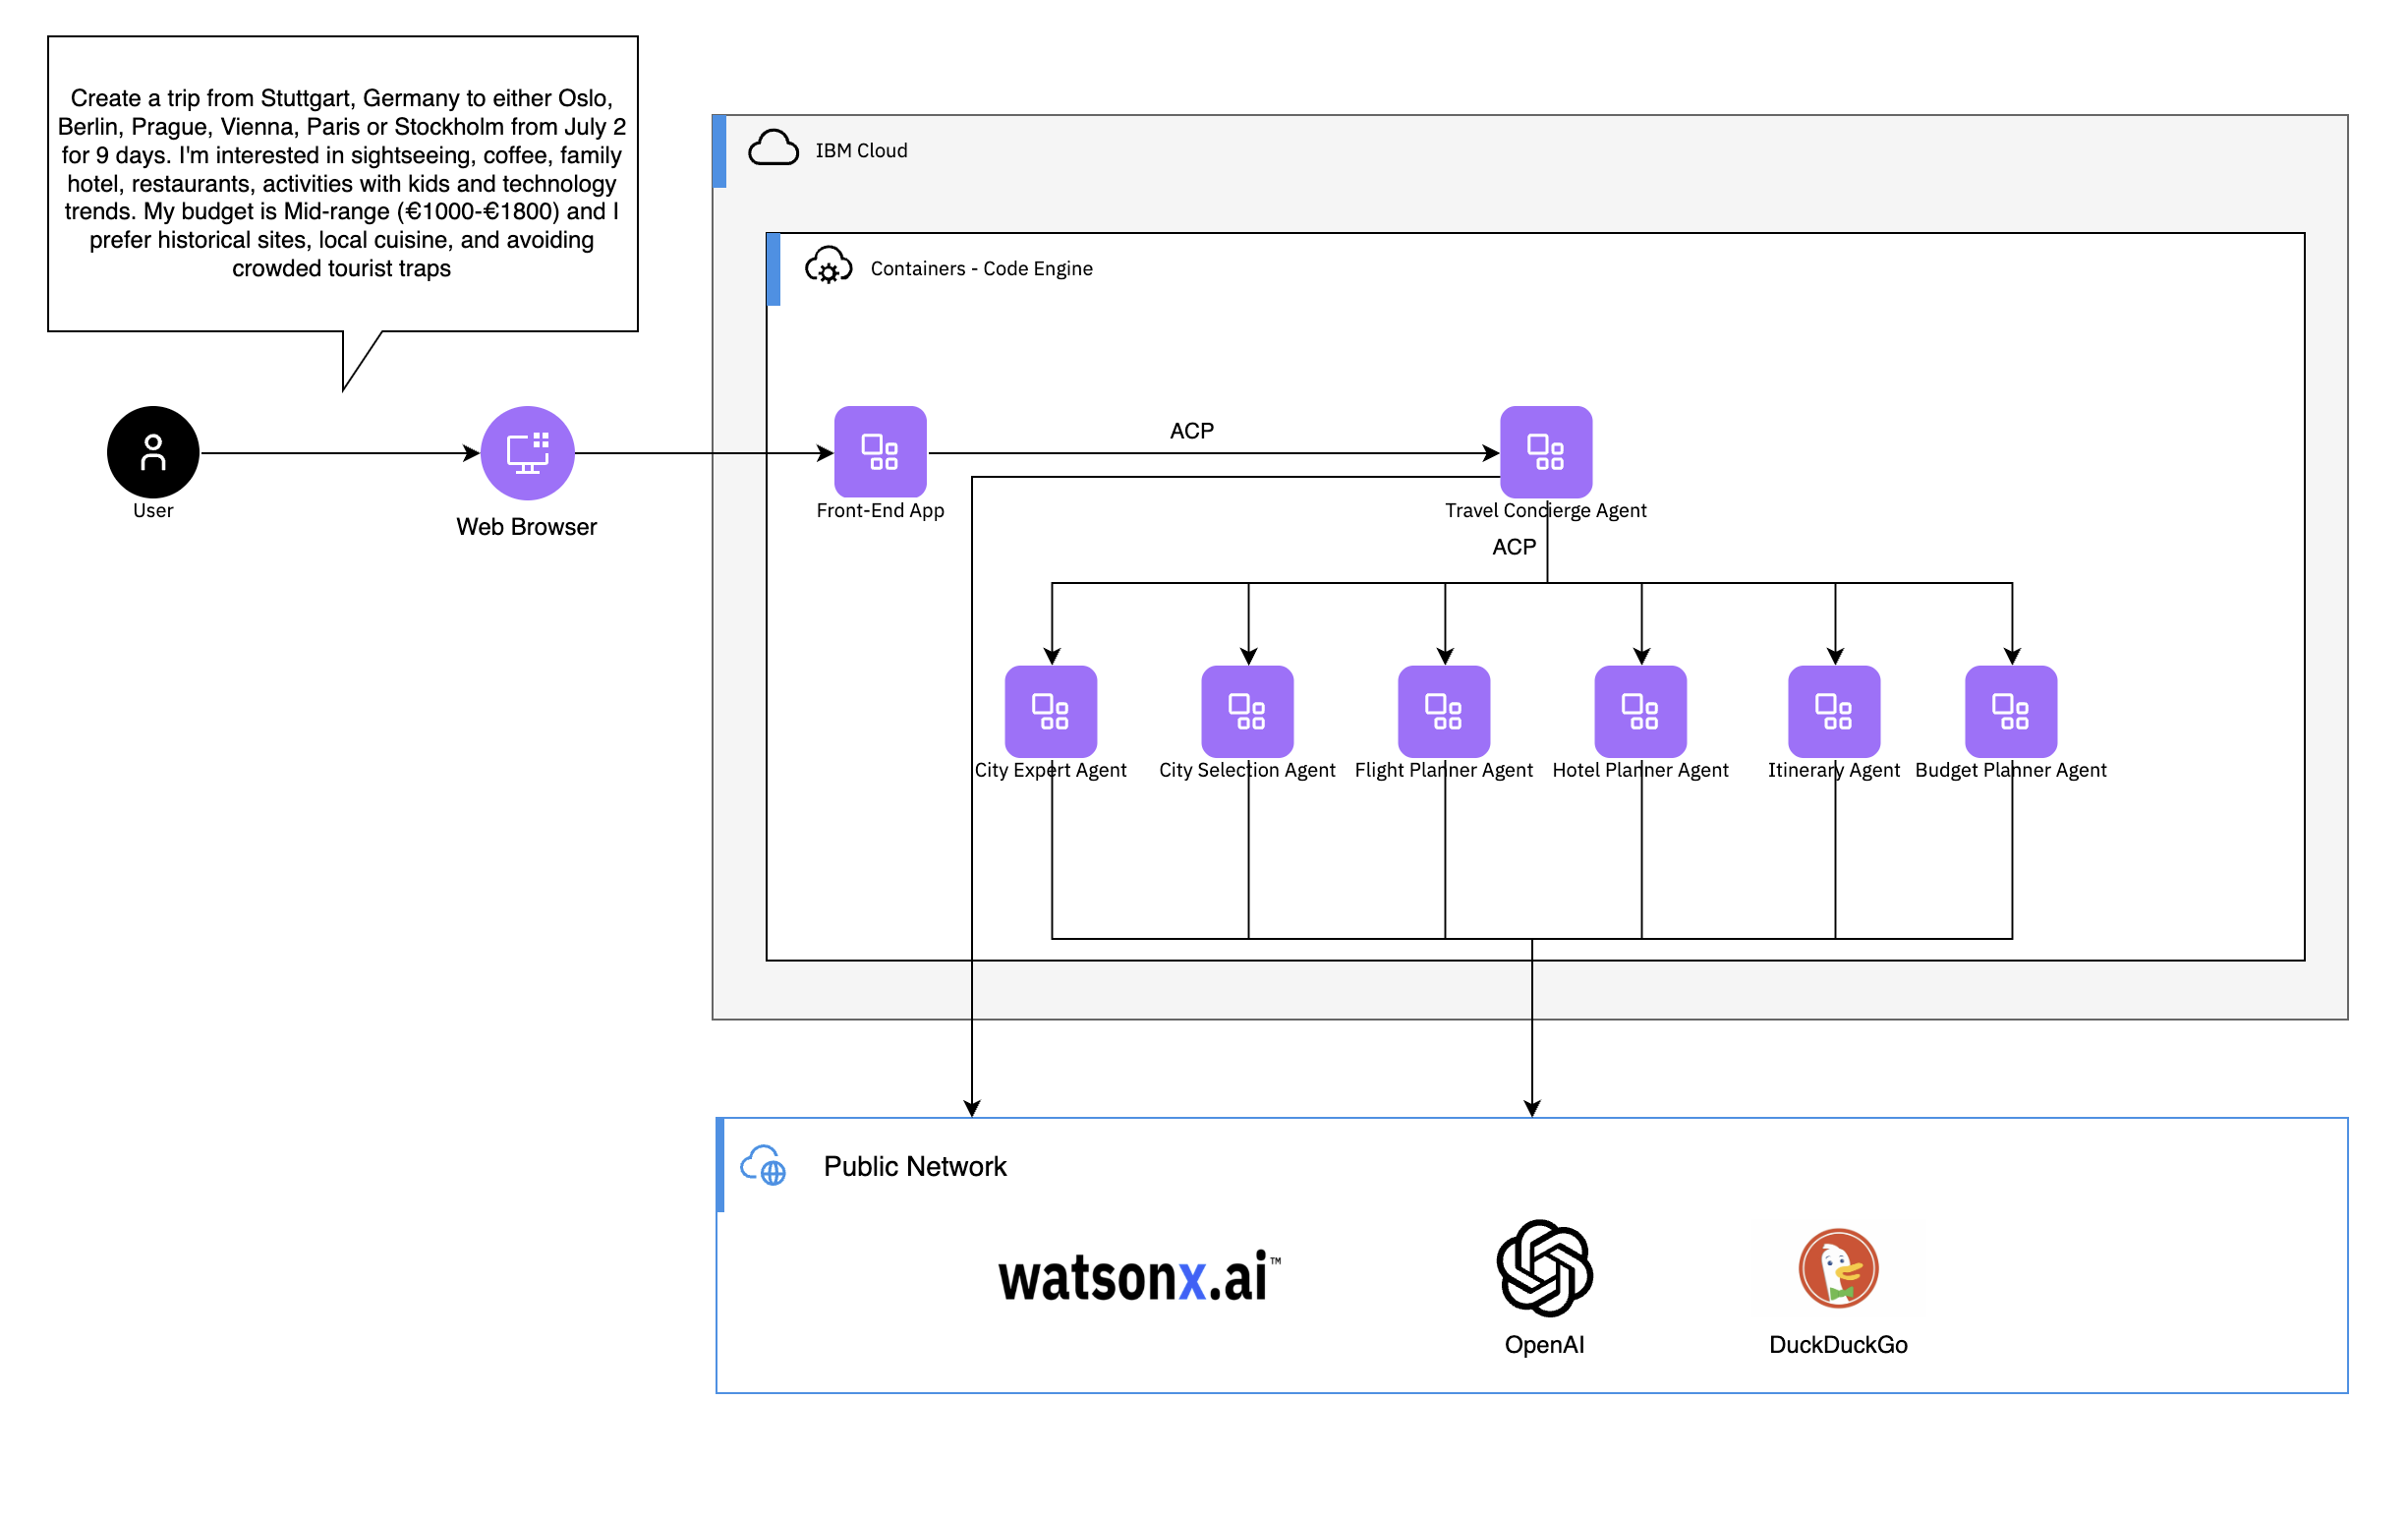 Create a trip from Stuttgart, Germany to either Oslo,
Berlin, Prague, Vienna, Paris or Stockholm from July 2
for 9 days. I'm interested in sightseeing, coffee, family
hotel, restaurants, activities with kids and technology
trends. My budget is Mid-range (€1000-€1800) and I
prefer historical sites, local cuisine, and avoiding
crowded tourist traps
IBM Cloud
Containers - Code Engine
User
Web Browser
Front-End App
ACP
Travel Concierge Agent
ACP
City Expert Agent
City Selection Agent
Flight Planner Agent
Hotel Planner Agent
Itinerary Agent
Budget Planner Agent
Public Network
watsonx.ai™
OpenAI
DuckDuckGo